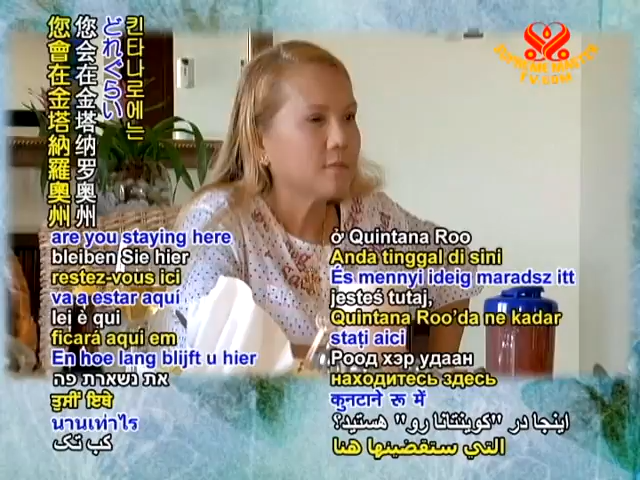 SUPREME MASTER
TV.COM
킨타나로에는
どれぐらい
您会在金塔纳罗奥州
您會在金塔納羅奧州
are you staying here
bleiben Sie hier
restez-vous ici
va a estar aquí
lei è qui
ficará aqui em
En hoe lang blijft u hier
את נשארת פה
ਤੁਸੀਂ ਇਥੇ
นานเท่าไร
کب تک
ở Quintana Roo
Anda tinggal di sini
És mennyi ideig maradsz itt
jesteś tutaj,
Quintana Roo'da ne kadar
stați aici
Роод хэр удаан
находитесь здесь
कुनटाने रू में
اینجا در "کوینتانا رو" هستید؟
التي ستقضينها هنا